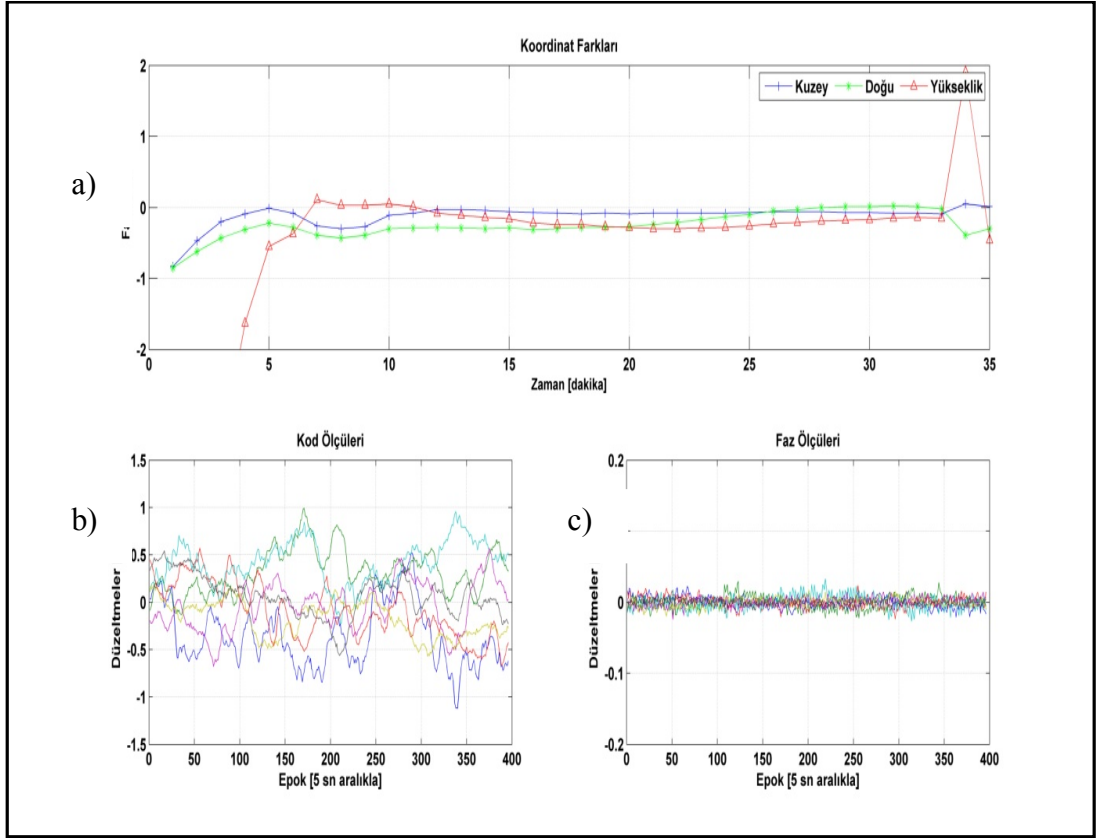 Koordinat Farkları
2
1
0
-1
-2
Kuzey Doğu Yükseklik
a)
0 5 10 15 20 25 30 35
Zaman [dakika]
Kod Ölçüleri
b)
1.5
1
0.5
0
-0.5
-1
-1.5
Düzeltmeler
0 50 100 150 200 250 300 350 400
Epok [5 sn aralıkla]
Faz Ölçüleri
c)
0.2
0
-0.1
-0.2
Düzeltmeler
0 50 100 150 200 250 300 350 400
Epok [5 sn aralıkla]